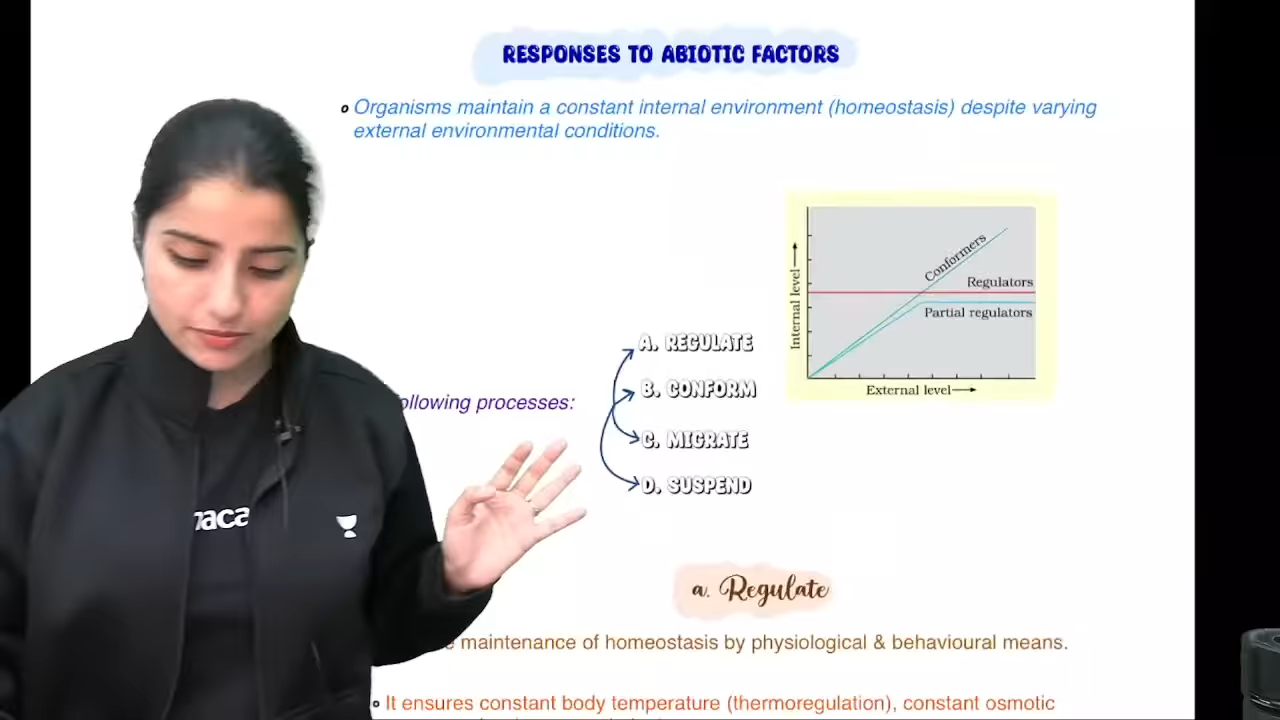 RESPONSES TO ABIOTIC FACTORS
o Organisms maintain a constant internal environment (homeostasis) despite varying
external environmental conditions.
Conformers
Regulators
Partial regulators
Internal level
External level
A. REGULATE
B. CONFORM
following processes:
C. MIGRATE
D. SUSPEND
a. Regulate
maintenance of homeostasis by physiological & behavioural means.
o It ensures constant body temperature (thermoregulation), constant osmotic